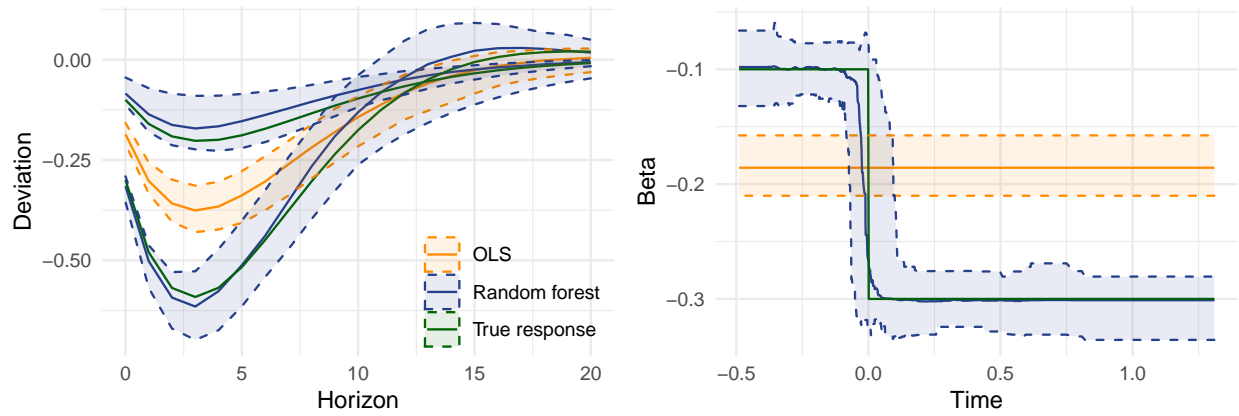 0.00
−0.25
−0.50
Deviation
0
5
10
15
20
Horizon
OLS
Random forest
True response
−0.1
−0.2
−0.3
Beta
−0.5
0.0
0.5
1.0
Time